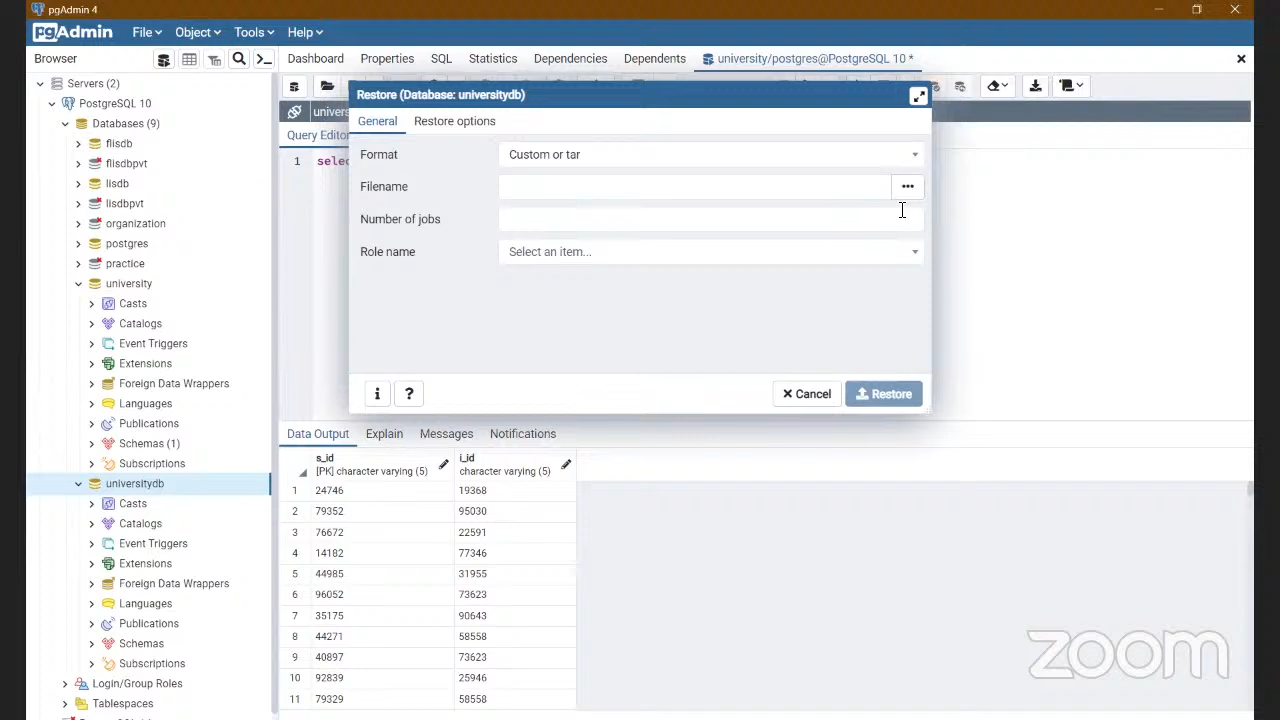 pgAdmin 4
pgAdmin File Object Tools Help
Browser
Dashboard Properties SQL Statistics Dependencies Dependents university/postgres@PostgreSQL 10 *
Servers (2)
PostgreSQL 10
Databases (9)
flisdb
flisdbpvt
lisdb
lisdbpvt
organization
postgres
practice
university
Casts
Catalogs
Event Triggers
Extensions
Foreign Data Wrappers
Languages
Publications
Schemas (1)
Subscriptions
universitydb
Casts
Catalogs
Event Triggers
Extensions
Foreign Data Wrappers
Languages
Publications
Schemas
Subscriptions
Login/Group Roles
Tablespaces
univers
Query Editor
1 selec
Restore (Database: universitydb)
General Restore options
Format Custom or tar
Filename
Number of jobs
Role name Select an item...
i ? Cancel Restore
Data Output Explain Messages Notifications
s_id i_id
[PK] character varying (5) character varying (5)
1 24746 19368
2 79352 95030
3 76672 22591
4 14182 77346
5 44985 31955
6 96052 73623
7 35175 90643
8 44271 58558
9 40897 73623
10 92839 25946
11 79329 58558
zoom